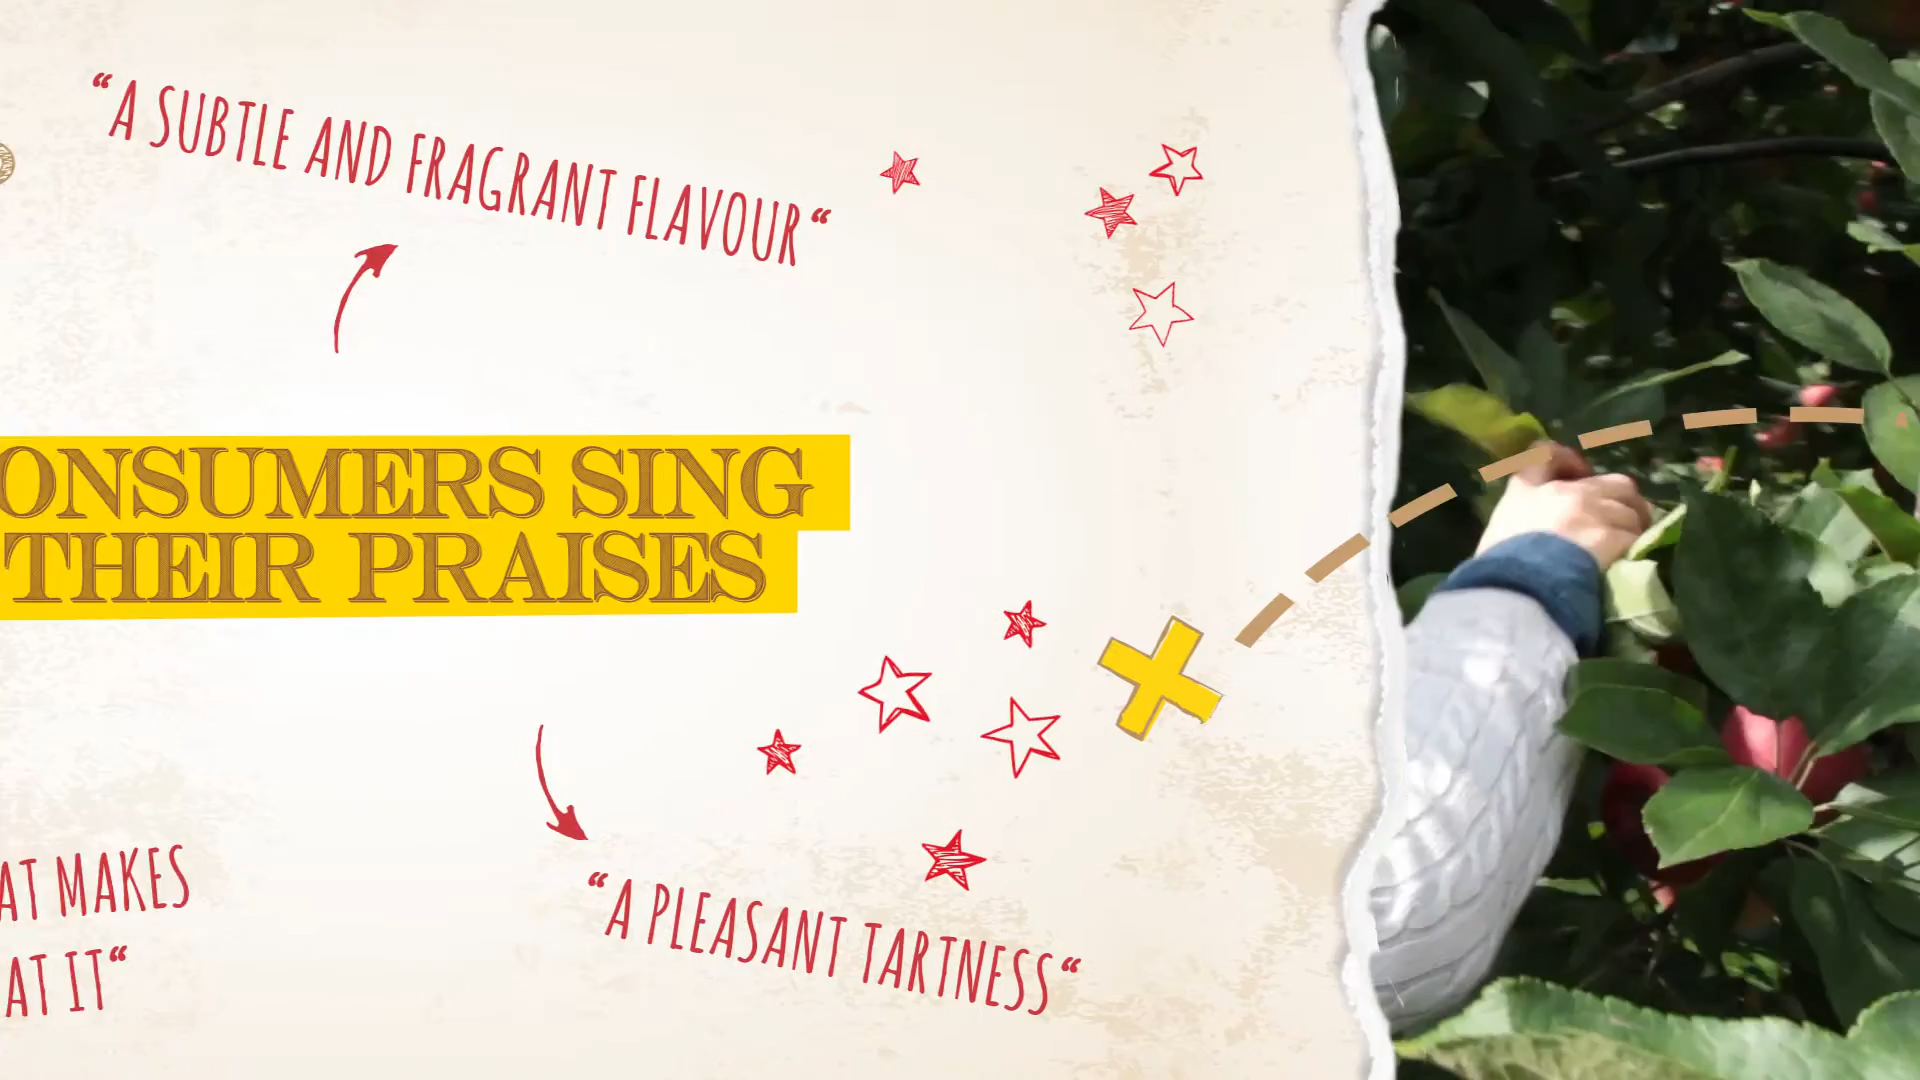 “A SUBTLE AND FRAGRANT FLAVOUR“
ONSUMERS SING
THEIR PRAISES
AT MAKES
AT IT“
“A PLEASANT TARTNESS“